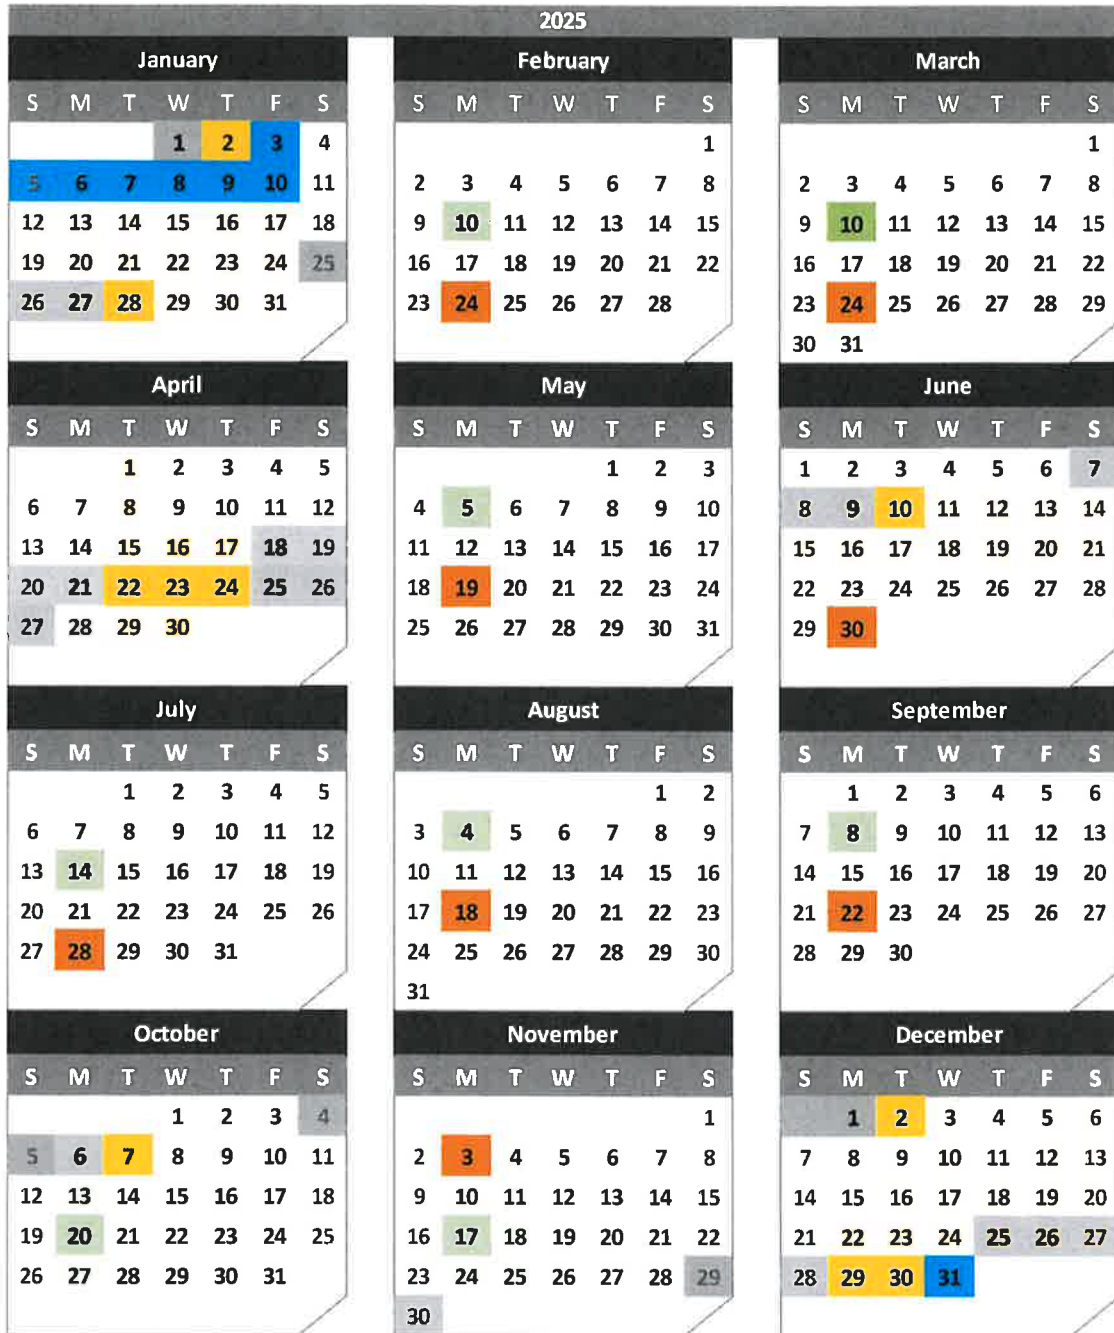 2025
January February March
S M T W T F S S M T W T F S S M T W T F S
1 2 3 4 1 1
5 6 7 8 9 10 11 2 3 4 5 6 7 8 2 3 4 5 6 7 8
12 13 14 15 16 17 18 9 10 11 12 13 14 15 9 10 11 12 13 14 15
19 20 21 22 23 24 25 16 17 18 19 20 21 22 16 17 18 19 20 21 22
26 27 28 29 30 31 23 24 25 26 27 28 23 24 25 26 27 28 29
30 31
April May June
S M T W T F S S M T W T F S S M T W T F S
1 2 3 4 5 1 2 3 1 2 3 4 5 6 7
6 7 8 9 10 11 12 4 5 6 7 8 9 10 8 9 10 11 12 13 14
13 14 15 16 17 18 19 11 12 13 14 15 16 17 15 16 17 18 19 20 21
20 21 22 23 24 25 26 18 19 20 21 22 23 24 22 23 24 25 26 27 28
27 28 29 30 25 26 27 28 29 30 31 29 30
July August September
S M T W T F S S M T W T F S S M T W T F S
1 2 3 4 5 1 2 1 2 3 4 5 6
6 7 8 9 10 11 12 3 4 5 6 7 8 9 7 8 9 10 11 12 13
13 14 15 16 17 18 19 10 11 12 13 14 15 16 14 15 16 17 18 19 20
20 21 22 23 24 25 26 17 18 19 20 21 22 23 21 22 23 24 25 26 27
27 28 29 30 31 24 25 26 27 28 29 30 28 29 30
31
October November December
S M T W T F S S M T W T F S S M T W T F S
1 2 3 4 1 1 2 3 4 5 6
5 6 7 8 9 10 11 2 3 4 5 6 7 8 7 8 9 10 11 12 13
12 13 14 15 16 17 18 9 10 11 12 13 14 15 14 15 16 17 18 19 20
19 20 21 22 23 24 25 16 17 18 19 20 21 22 21 22 23 24 25 26 27
26 27 28 29 30 31 23 24 25 26 27 28 29 28 29 30 31
30